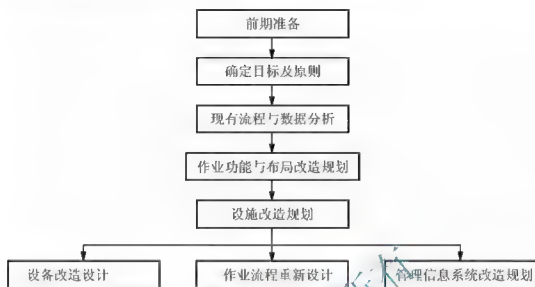 前期准备
确定目标及原则
现有流程与数据分析
作业功能与布局改造规划
设施改造规划
设备改造设计
作业流程重新设计
管理信息系统改造规划